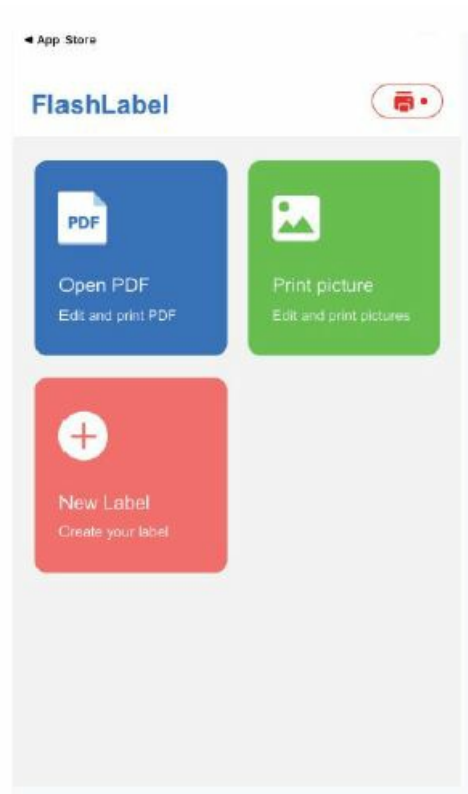 ◀ App Store
FlashLabel
PDF
Open PDF
Edit and print PDF
Print picture
Edit and print pictures
New Label
Create your label